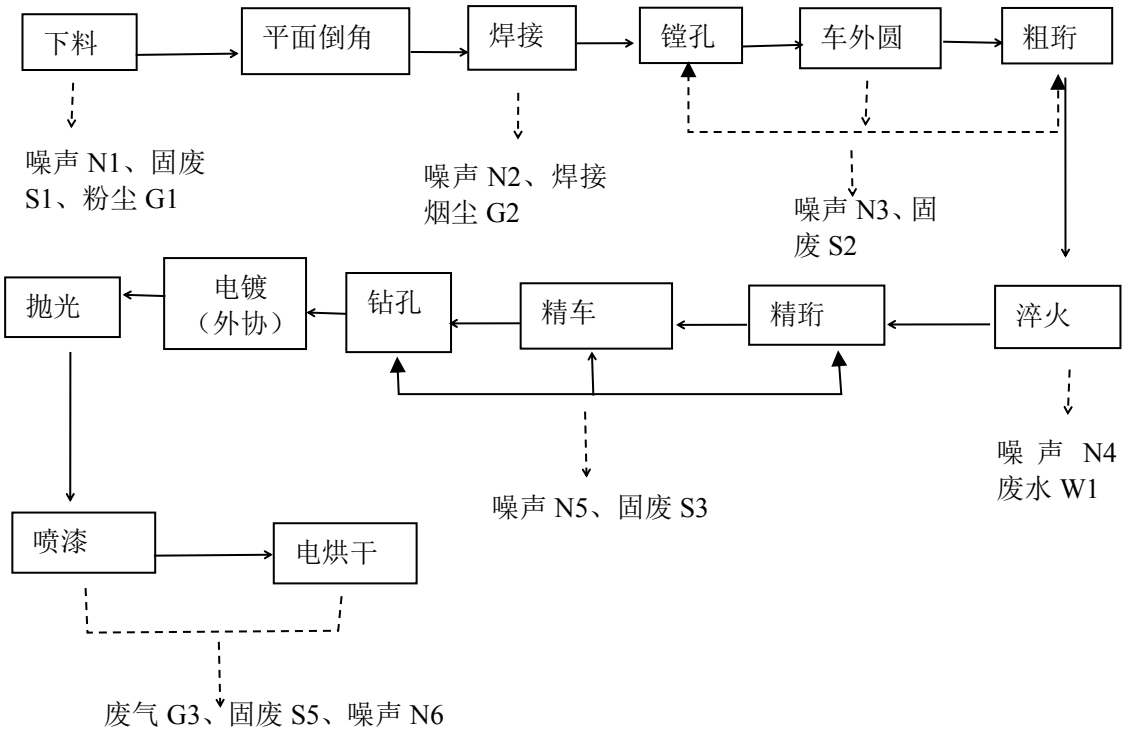 下料
平面倒角
焊接
镗孔
车外圆
粗珩
噪声 N1、固废
S1、粉尘 G1
噪声 N2、焊接
烟尘 G2
噪声 N3、固
废 S2
抛光
电镀
（外协）
钻孔
精车
精珩
淬火
噪 声 N4
废水 W1
噪声 N5、固废 S3
喷漆
电烘干
废气 G3、固废 S5、噪声 N6